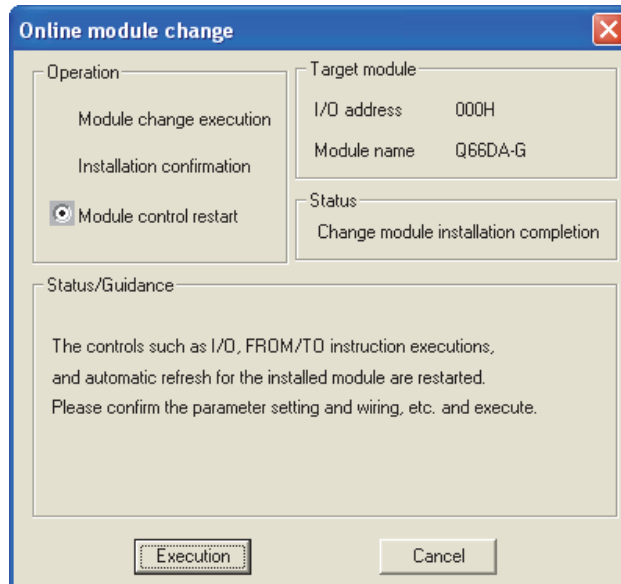 Online module change
Operation
Module change execution
Installation confirmation
Module control restart
Target module
I/O address 000H
Module name Q66DA-G
Status
Change module installation completion
Status/Guidance
The controls such as I/O, FROM/TO instruction executions,
and automatic refresh for the installed module are restarted.
Please confirm the parameter setting and wiring, etc. and execute.
Execution
Cancel